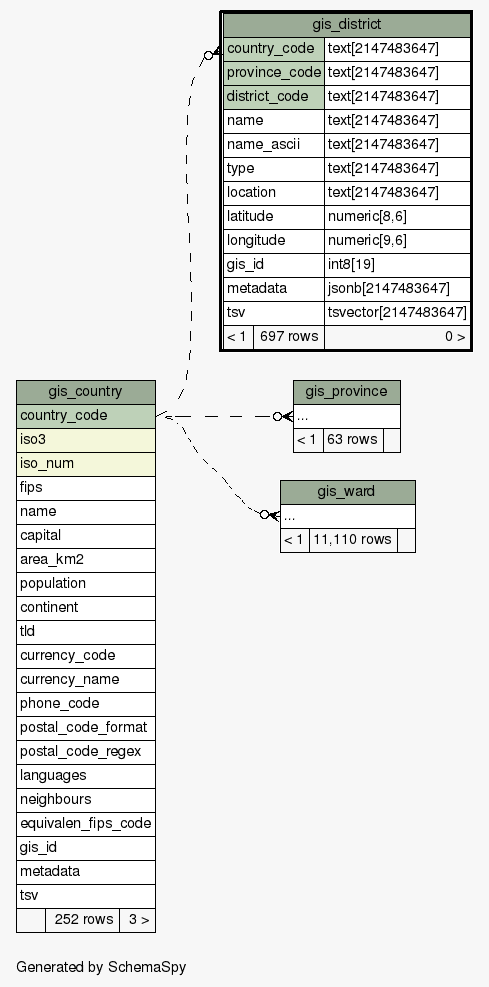 gis_district
country_code text[2147483647]
province_code text[2147483647]
district_code text[2147483647]
name text[2147483647]
name_ascii text[2147483647]
type text[2147483647]
location text[2147483647]
latitude numeric[8,6]
longitude numeric[9,6]
gis_id int8[19]
metadata jsonb[2147483647]
tsv tsvector[2147483647]
< 1 697 rows 0 >
gis_country
country_code
iso3
iso_num
fips
name
capital
area_km2
population
continent
tld
currency_code
currency_name
phone_code
postal_code_format
postal_code_regex
languages
neighbours
equivalen_fips_code
gis_id
metadata
tsv
252 rows 3 >
gis_province
...
< 1 63 rows
gis_ward
...
< 1 11,110 rows
Generated by SchemaSpy